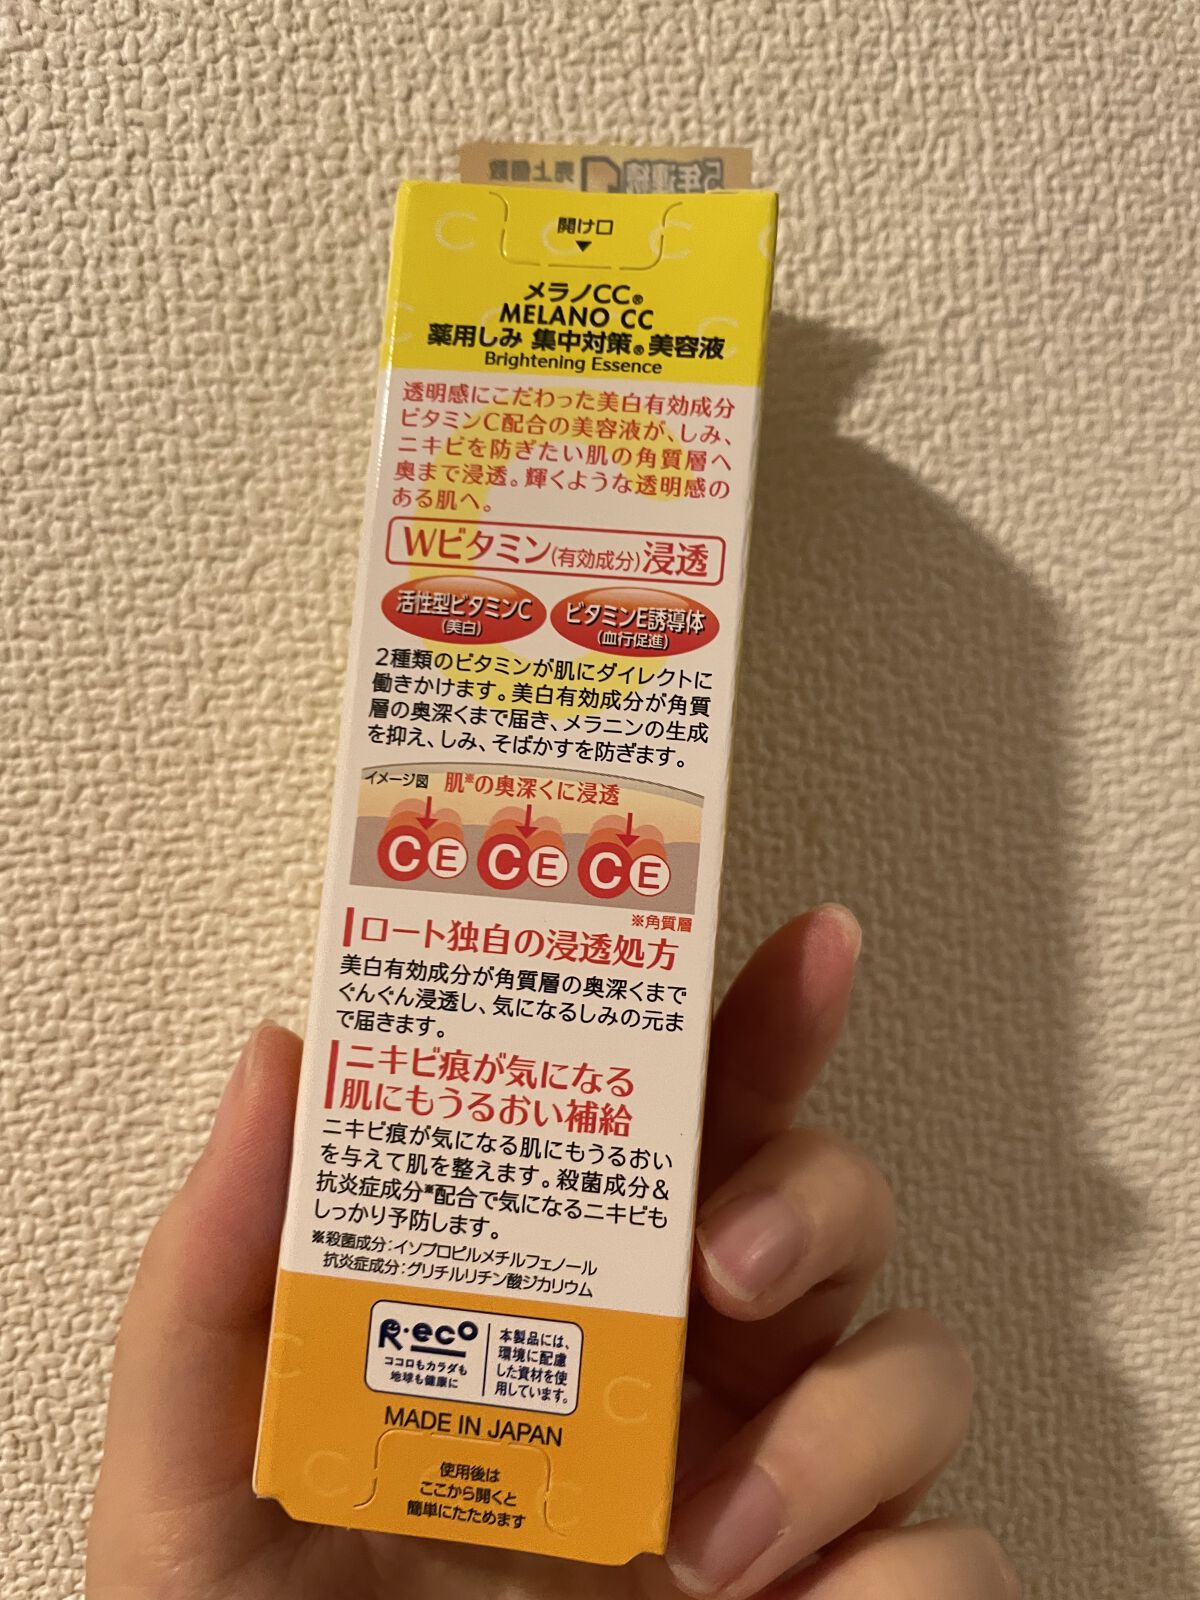 売上個数
5年連続
開け口
▼
メラノCC®
MELANO CC
薬用しみ 集中対策®美容液
Brightening Essence
透明感にこだわった美白有効成分
ビタミンC配合の美容液が、しみ、
ニキビを防ぎたい肌の角質層へ
奥まで浸透。輝くような透明感の
ある肌へ。
Wビタミン(有効成分)浸透
活性型ビタミンC
(美白)
ビタミンE誘導体
(血行促進)
2種類のビタミンが肌にダイレクトに
働きかけます。美白有効成分が角質
層の奥深くまで届き、メラニンの生成
を抑え、しみ、そばかすを防ぎます。
イメージ図 肌※の奥深くに浸透
C E C E C E
※角質層
ロート独自の浸透処方
美白有効成分が角質層の奥深くまで
ぐんぐん浸透し、気になるしみの元ま
で届きます。
ニキビ痕が気になる
肌にもうるおい補給
ニキビ痕が気になる肌にもうるおい
を与えて肌を整えます。殺菌成分&
抗炎症成分※配合で気になるニキビも
しっかり予防します。
※殺菌成分:イソプロピルメチルフェノール
抗炎症成分:グリチルリチン酸ジカリウム
R・eco
ココロもカラダも
地球も健康に
本製品には、
環境に配慮
した資材を使
用しています。
MADE IN JAPAN
使用後は
ここから開くと
簡単にたためます